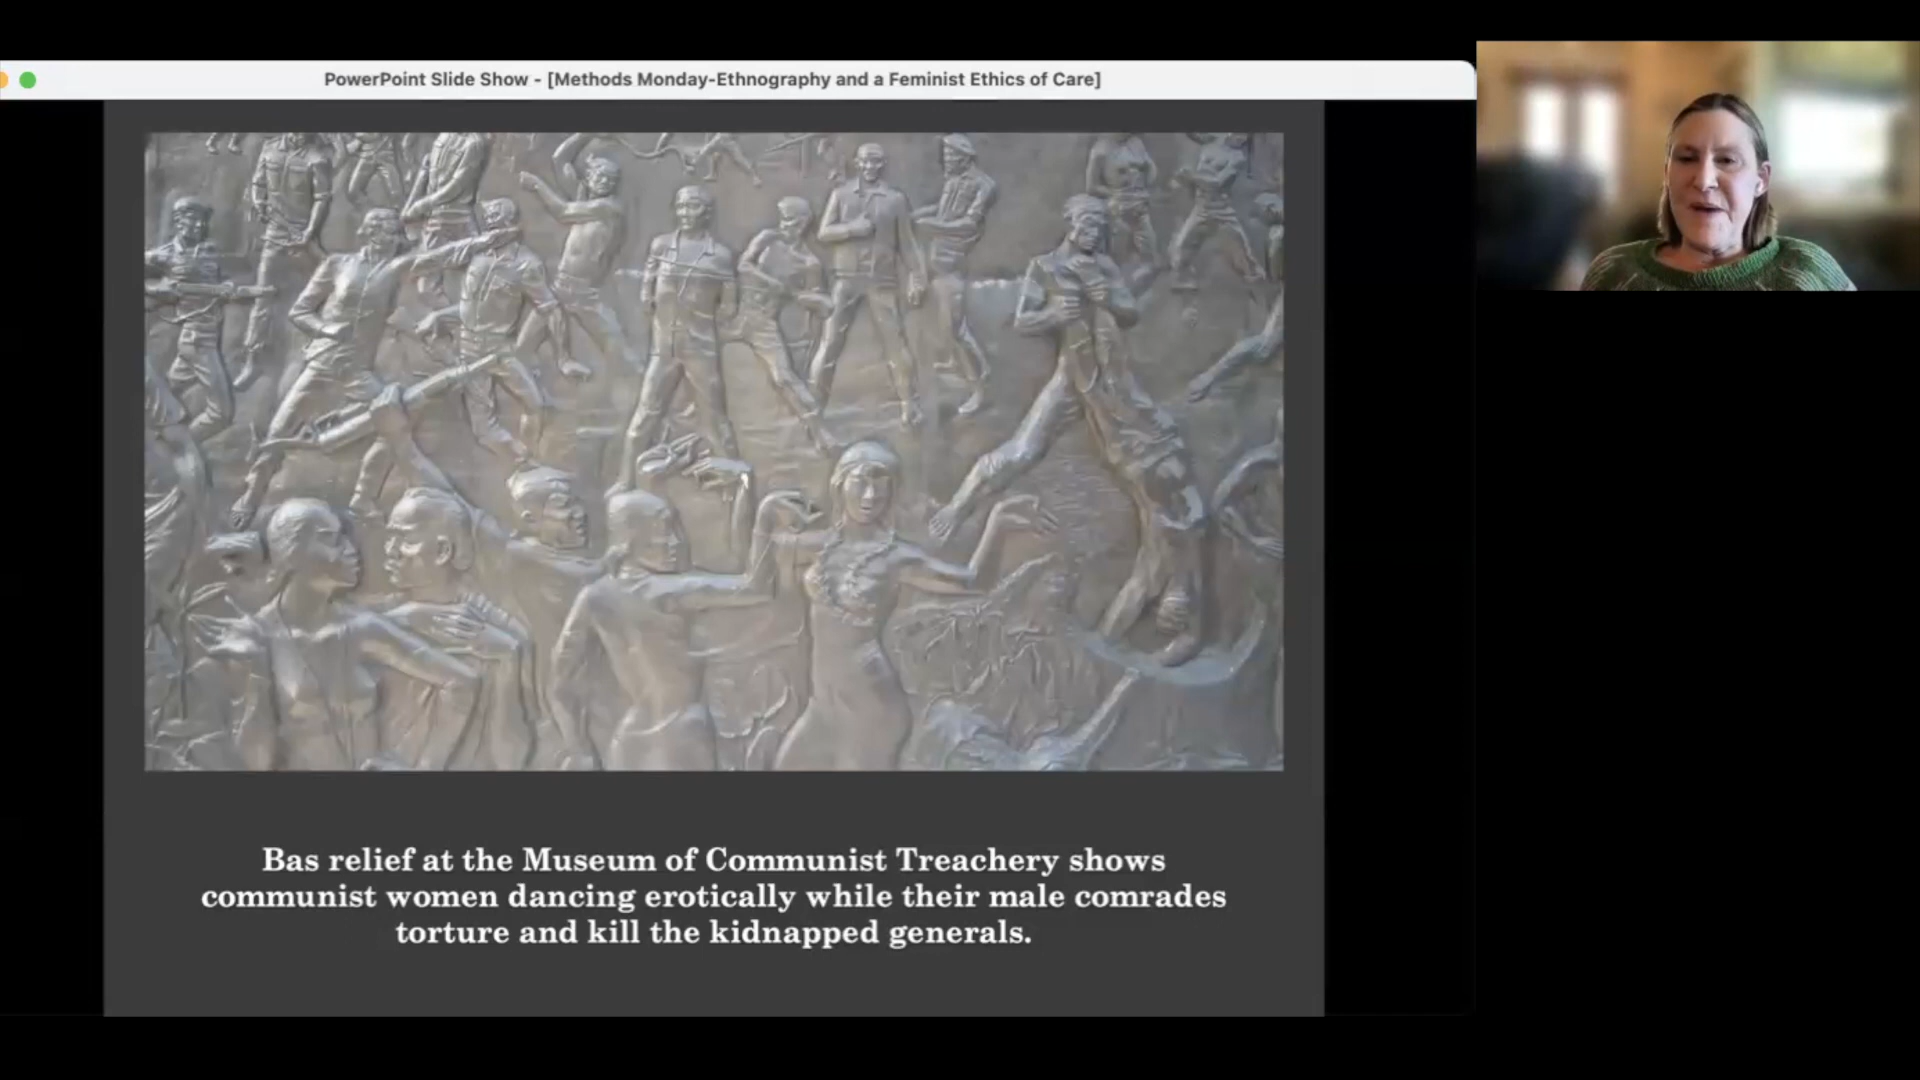 PowerPoint Slide Show - [Methods Monday-Ethnography and a Feminist Ethics of Care]
Bas relief at the Museum of Communist Treachery shows
communist women dancing erotically while their male comrades
torture and kill the kidnapped generals.